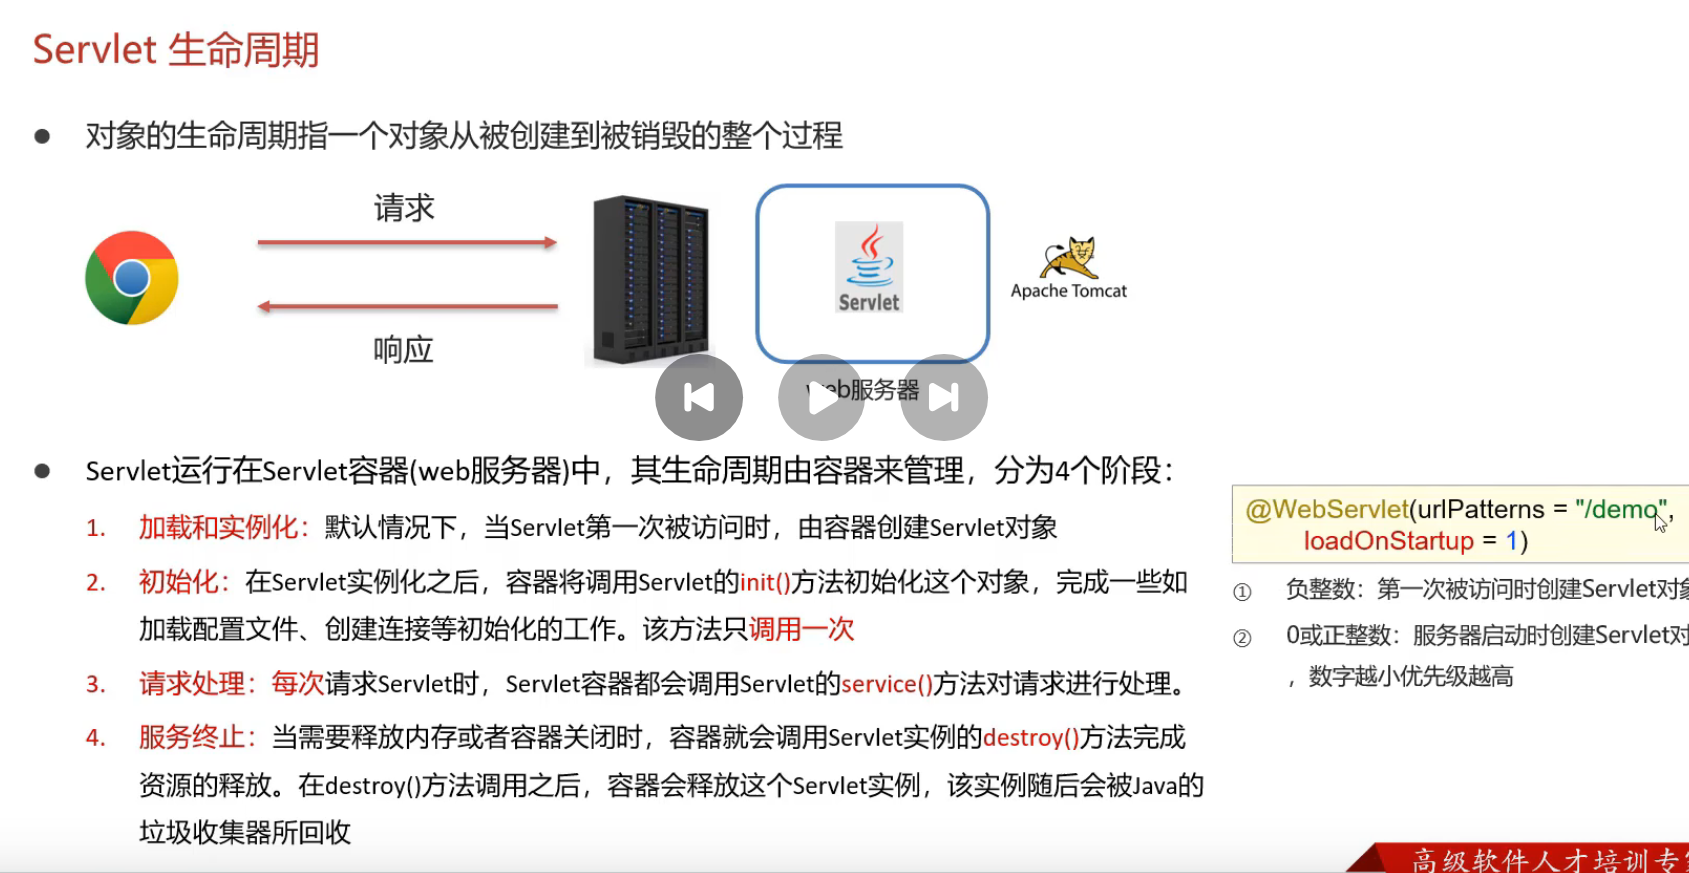 Servlet 生命周期
● 对象的生命周期指一个对象从被创建到被销毁的整个过程
请求
响应
Servlet
Apache Tomcat
web服务器
● Servlet运行在Servlet容器(web服务器)中，其生命周期由容器来管理，分为4个阶段：
1. 加载和实例化：默认情况下，当Servlet第一次被访问时，由容器创建Servlet对象
2. 初始化：在Servlet实例化之后，容器将调用Servlet的init()方法初始化这个对象，完成一些如
加载配置文件、创建连接等初始化的工作。该方法只调用一次
3. 请求处理：每次请求Servlet时，Servlet容器都会调用Servlet的service()方法对请求进行处理。
4. 服务终止：当需要释放内存或者容器关闭时，容器就会调用Servlet实例的destroy()方法完成
资源的释放。在destroy()方法调用之后，容器会释放这个Servlet实例，该实例随后会被Java的
垃圾收集器所回收
@WebServlet(urlPatterns = "/demo",
loadOnStartup = 1)
① 负整数：第一次被访问时创建Servlet对象
② 0或正整数：服务器启动时创建Servlet对
，数字越小优先级越高
高级软件人才培训专家